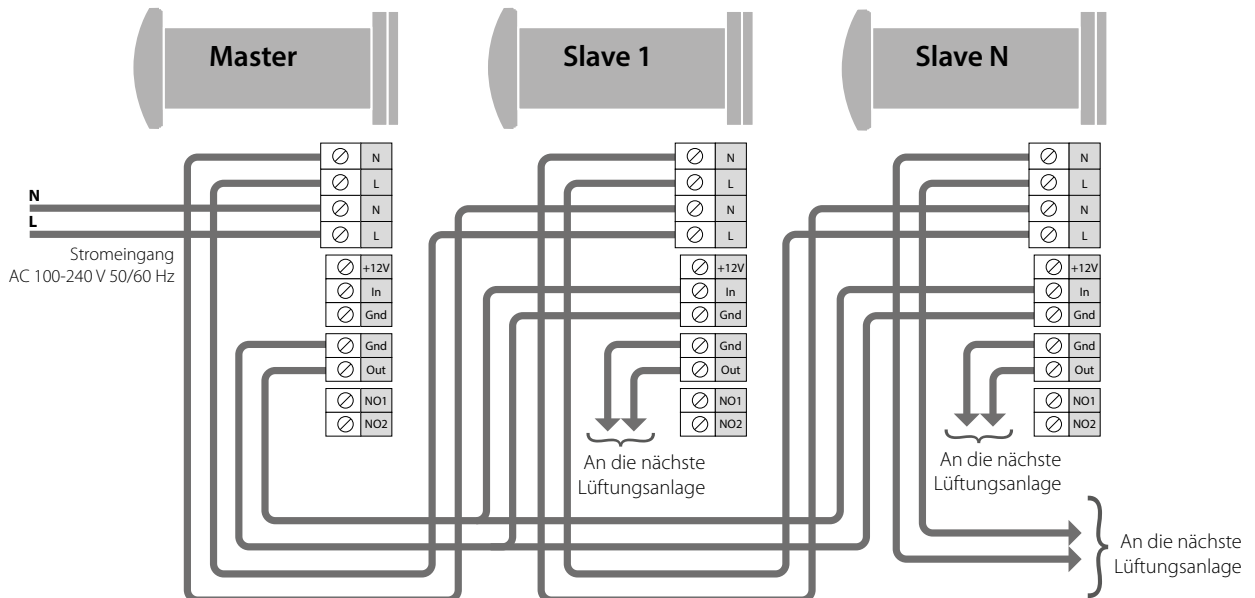 Master
Slave 1
Slave N
N
L
Stromeingang
AC 100-240 V 50/60 Hz
N
L
N
L
+12V
In
Gnd
Gnd
Out
NO1
NO2
N
L
N
L
+12V
In
Gnd
Gnd
Out
NO1
NO2
An die nächste
Lüftungsanlage
N
L
N
L
+12V
In
Gnd
Gnd
Out
NO1
NO2
An die nächste
Lüftungsanlage
An die nächste
Lüftungsanlage